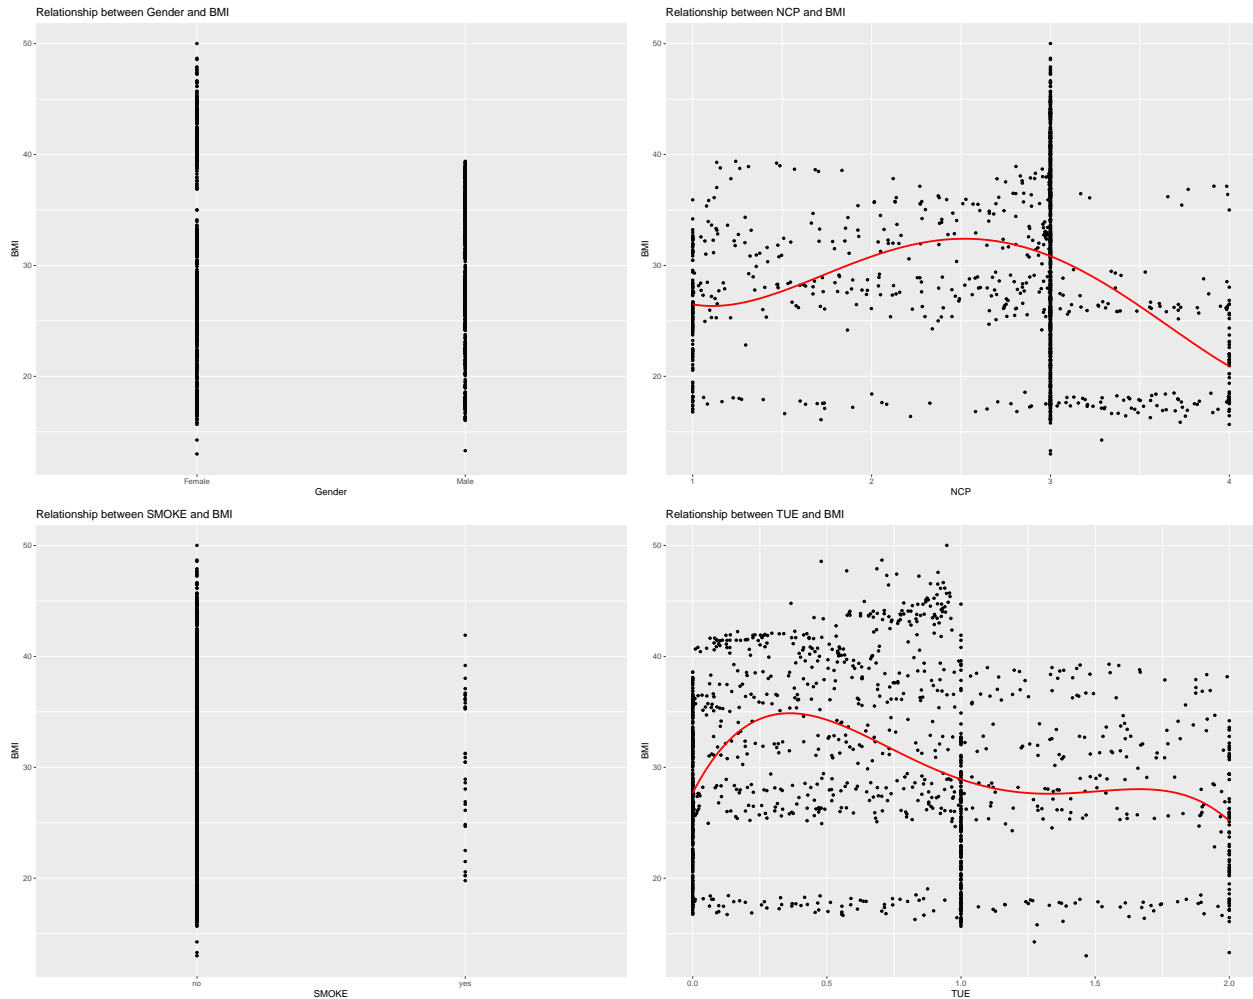 Relationship between Gender and BMI
50
40
30
20
BMI
Female
Male
Gender
Relationship between NCP and BMI
50
40
30
20
BMI
1
2
3
4
NCP
Relationship between SMOKE and BMI
50
40
30
20
BMI
no
yes
SMOKE
Relationship between TUE and BMI
50
40
30
20
BMI
0.0
0.5
1.0
1.5
2.0
TUE